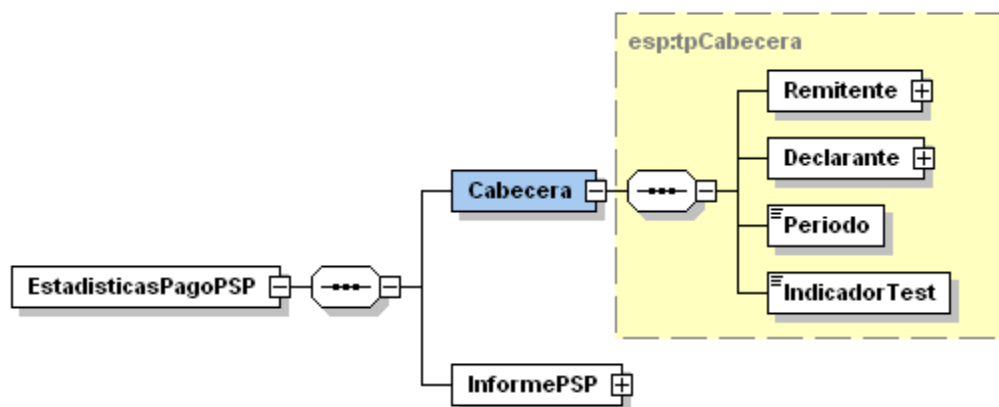 esp:tpCabecera
Remitente
Declarante
Cabecera
Periodo
EstadisticasPagoPSP
IndicadorTest
InformePSP